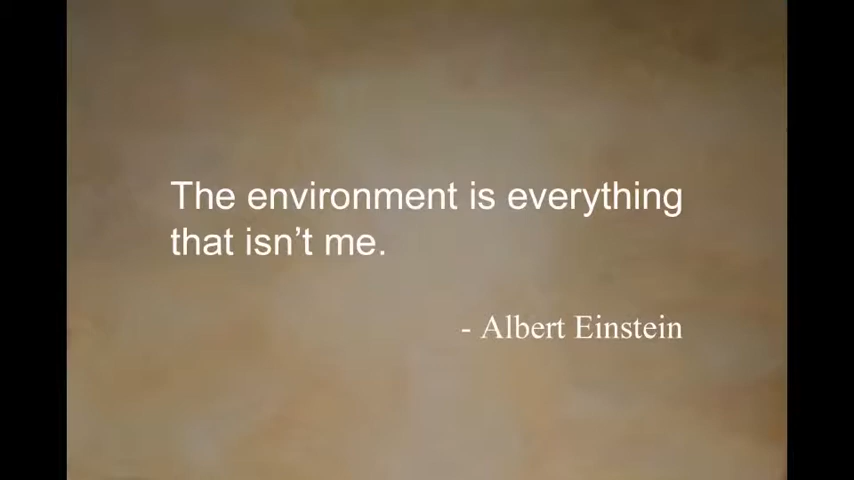 The environment is everything
that isn’t me.
- Albert Einstein